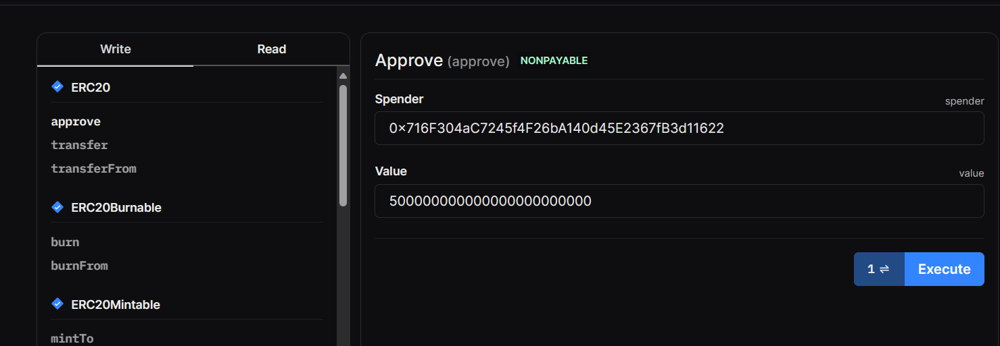 Write
Read
ERC20
approve
transfer
transferFrom
ERC20Burnable
burn
burnFrom
ERC20Mintable
mintTo
Approve (approve) NONPAYABLE
Spender
spender
0x716F304aC7245f4F26bA140d45E2367fB3d11622
Value
value
500000000000000000000000
1 ⇌
Execute